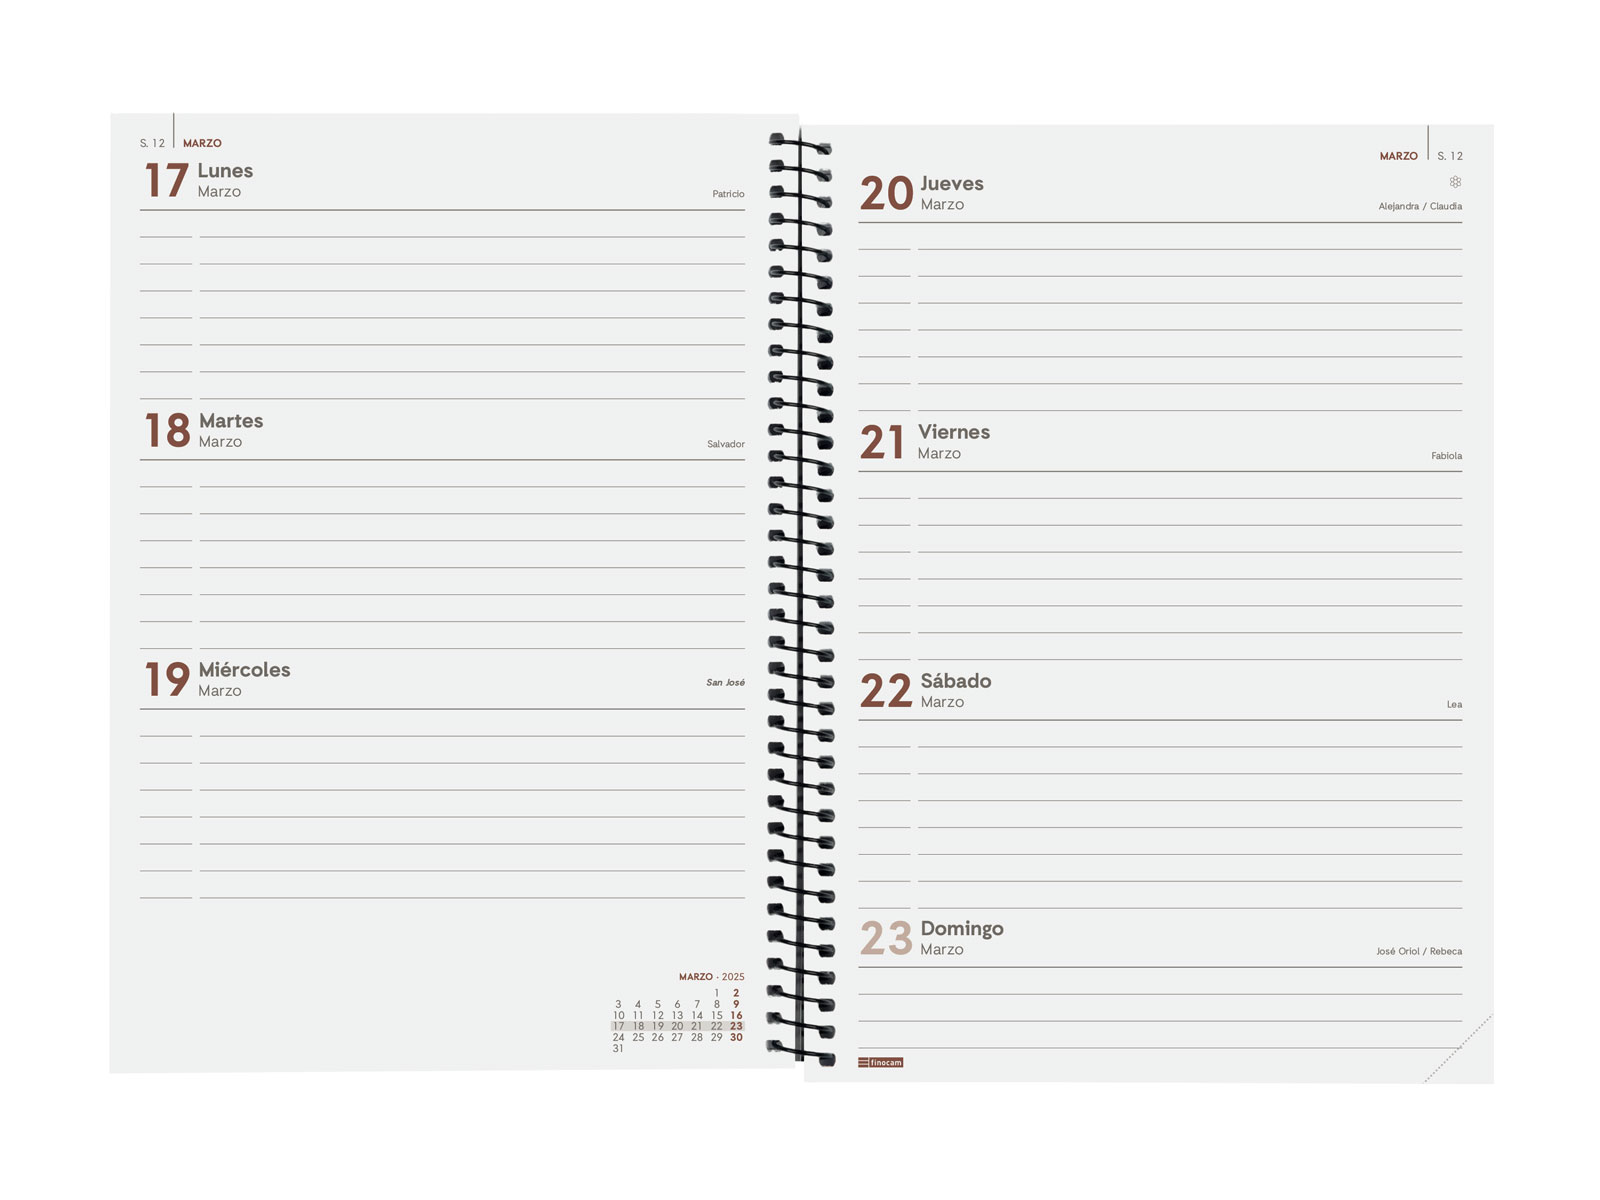 S. 12 MARZO
17 Lunes
Marzo
Patricio
18 Martes
Marzo
Salvador
19 Miércoles
Marzo
San José
MARZO · 2025
1 2
3 4 5 6 7 8 9
10 11 12 13 14 15 16
17 18 19 20 21 22 23
24 25 26 27 28 29 30
31
MARZO S. 12
20 Jueves
Marzo
Alejandra / Claudia
21 Viernes
Marzo
Fabiola
22 Sábado
Marzo
Lea
23 Domingo
Marzo
José Oriol / Rebeca
finocam